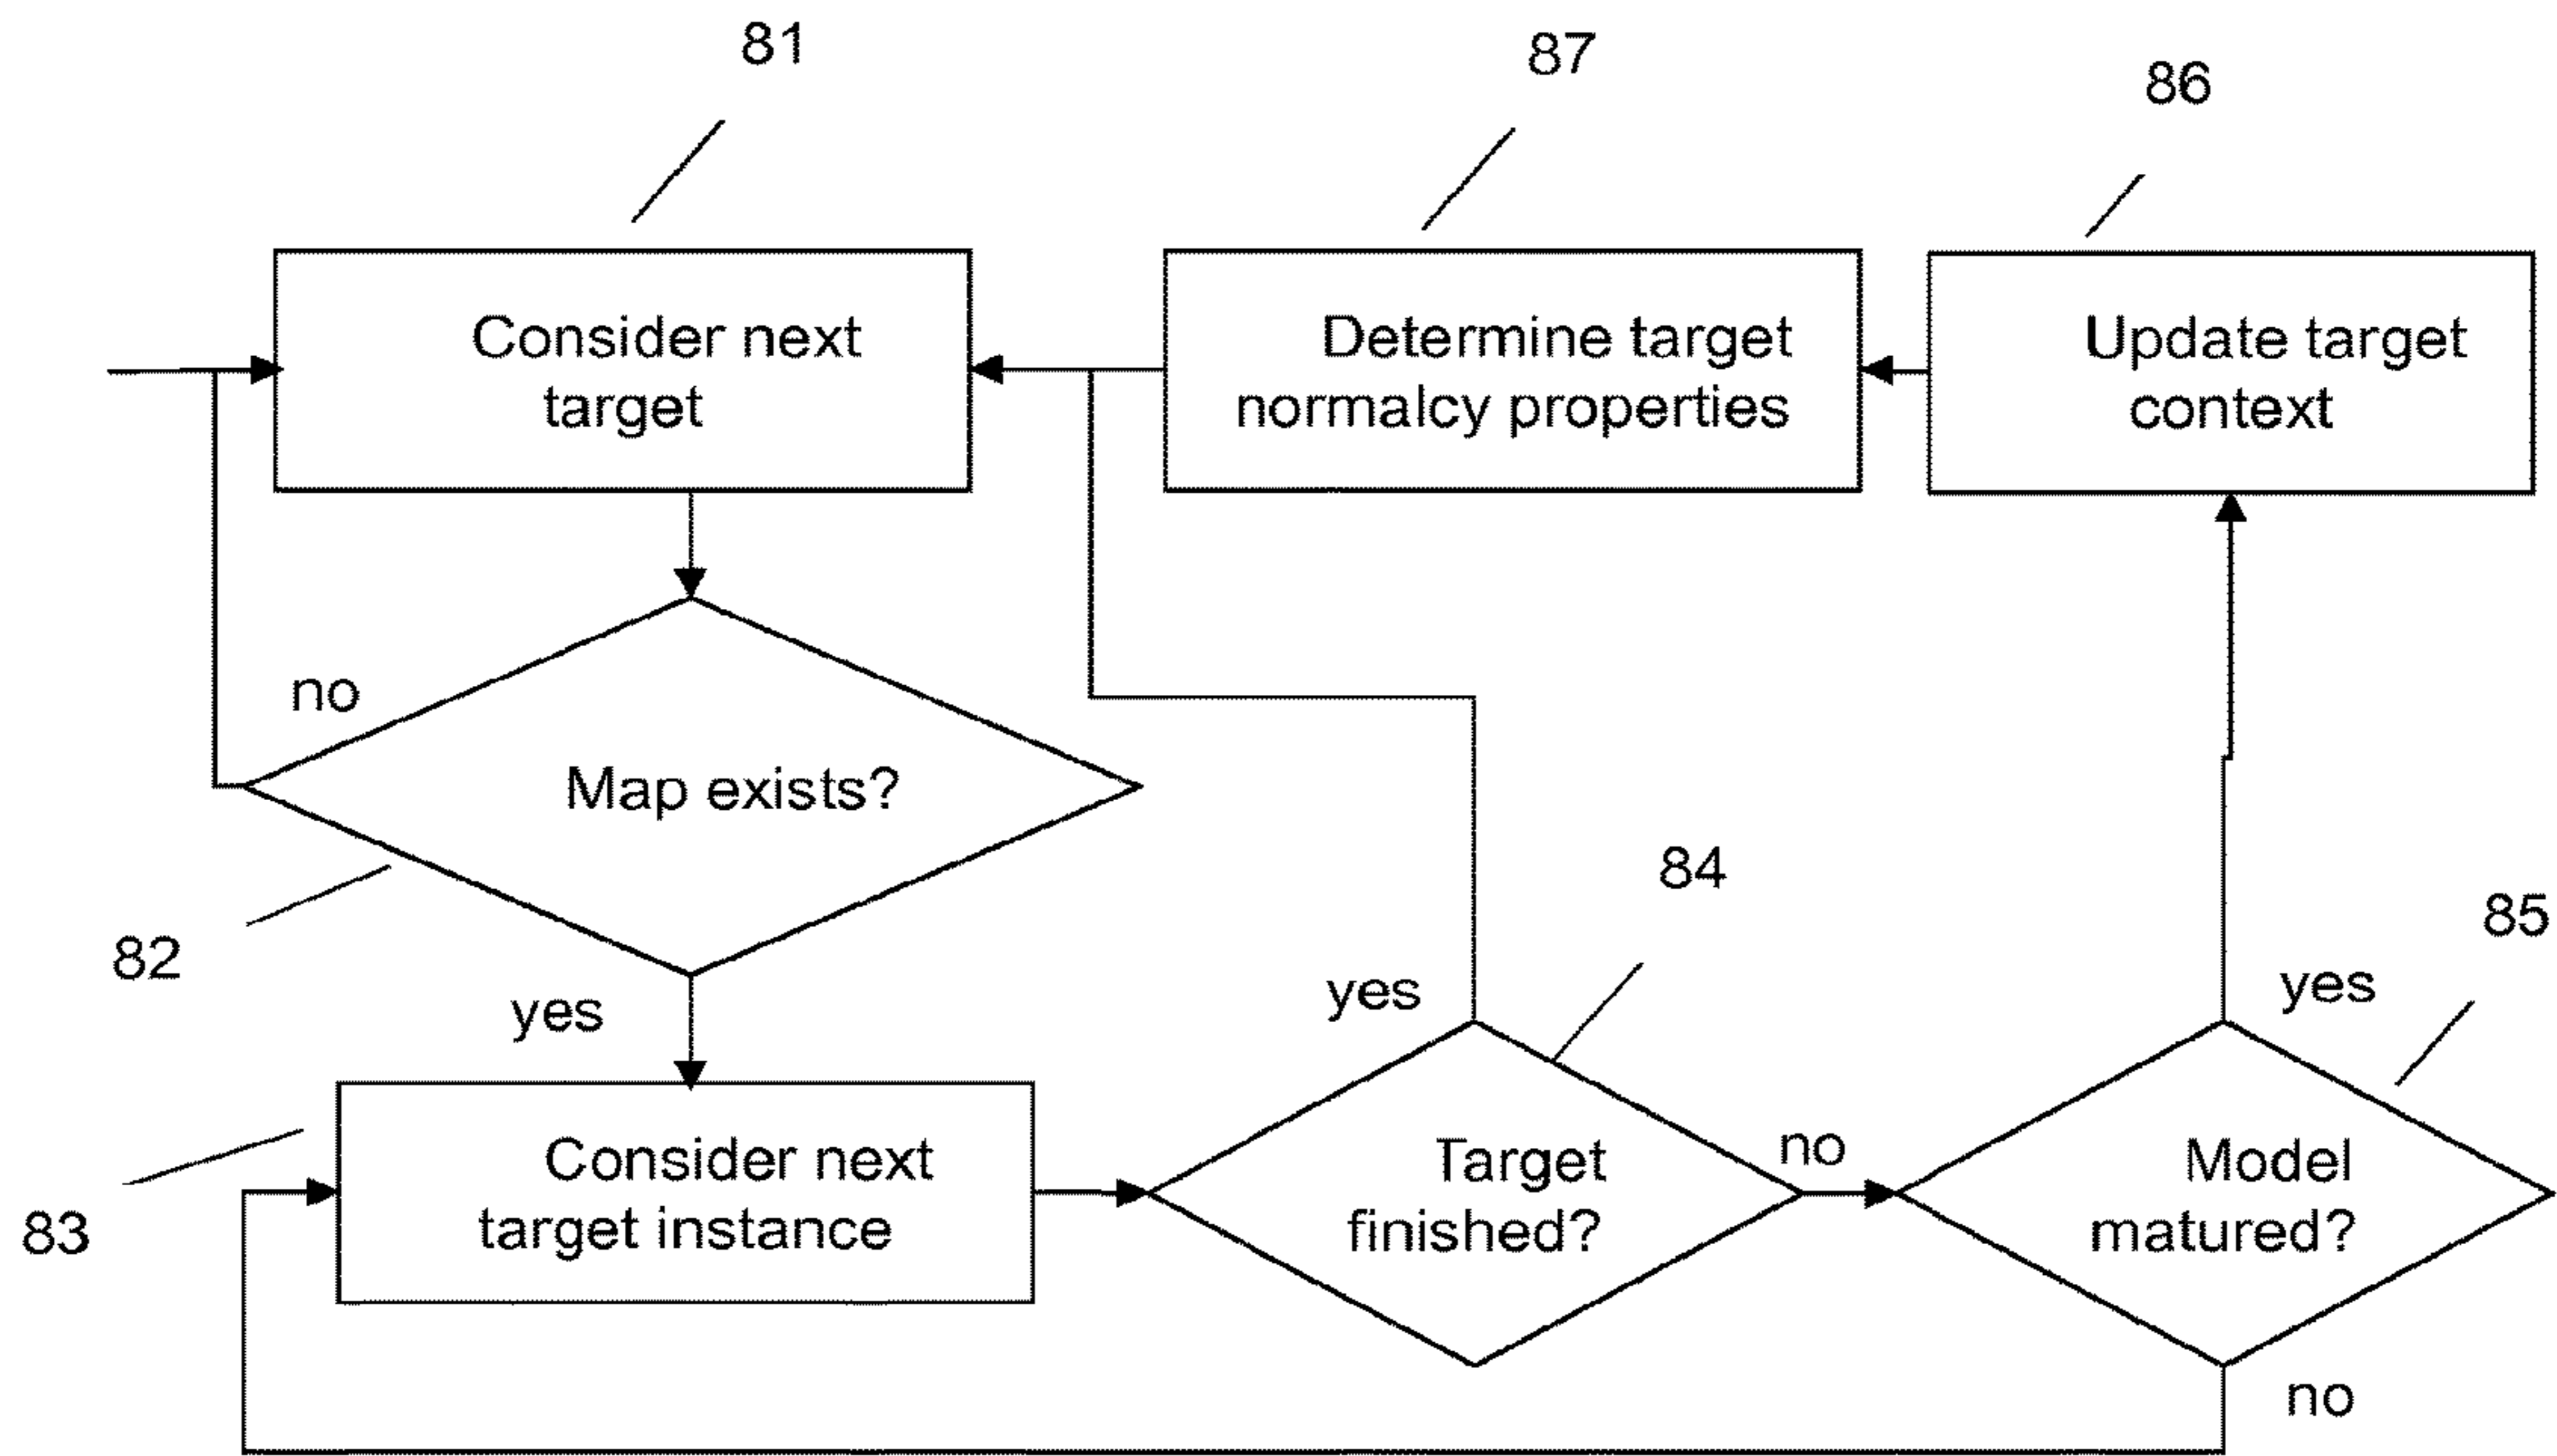 81
87
86
Consider next
target
Determine target
normalcy properties
Update target
context
no
Map exists?
82
yes
84
yes
85
yes
83
Consider next
target instance
Target
finished?
no
Model
matured?
no